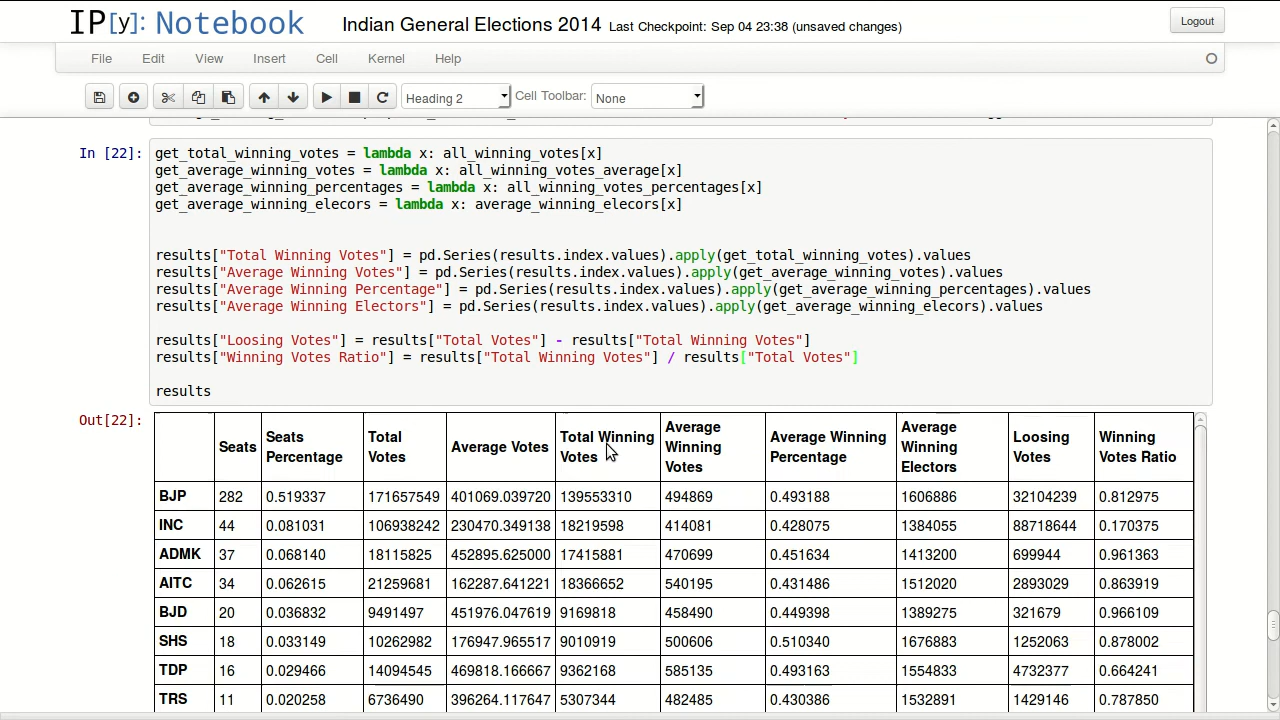 IP[y]: Notebook Indian General Elections 2014 Last Checkpoint: Sep 04 23:38 (unsaved changes) Logout
File Edit View Insert Cell Kernel Help
Heading 2 Cell Toolbar: None
In [22]: get_total_winning_votes = lambda x: all_winning_votes[x]
get_average_winning_votes = lambda x: all_winning_votes_average[x]
get_average_winning_percentages = lambda x: all_winning_votes_percentages[x]
get_average_winning_elecors = lambda x: average_winning_elecors[x]
results["Total Winning Votes"] = pd.Series(results.index.values).apply(get_total_winning_votes).values
results["Average Winning Votes"] = pd.Series(results.index.values).apply(get_average_winning_votes).values
results["Average Winning Percentage"] = pd.Series(results.index.values).apply(get_average_winning_percentages).values
results["Average Winning Electors"] = pd.Series(results.index.values).apply(get_average_winning_elecors).values
results["Loosing Votes"] = results["Total Votes"] - results["Total Winning Votes"]
results["Winning Votes Ratio"] = results["Total Winning Votes"] / results["Total Votes"]
results
Out[22]:
Seats Seats Percentage Total Votes Average Votes Total Winning Votes Average Winning Votes Average Winning Percentage Average Winning Electors Loosing Votes Winning Votes Ratio
BJP 282 0.519337 171657549 401069.039720 139553310 494869 0.493188 1606886 32104239 0.812975
INC 44 0.081031 106938242 230470.349138 18219598 414081 0.428075 1384055 88718644 0.170375
ADMK 37 0.068140 18115825 452895.625000 17415881 470699 0.451634 1413200 699944 0.961363
AITC 34 0.062615 21259681 162287.641221 18366652 540195 0.431486 1512020 2893029 0.863919
BJD 20 0.036832 9491497 451976.047619 9169818 458490 0.449398 1389275 321679 0.966109
SHS 18 0.033149 10262982 176947.965517 9010919 500606 0.510340 1676883 1252063 0.878002
TDP 16 0.029466 14094545 469818.166667 9362168 585135 0.493163 1554833 4732377 0.664241
TRS 11 0.020258 6736490 396264.117647 5307344 482485 0.430386 1532891 1429146 0.787850